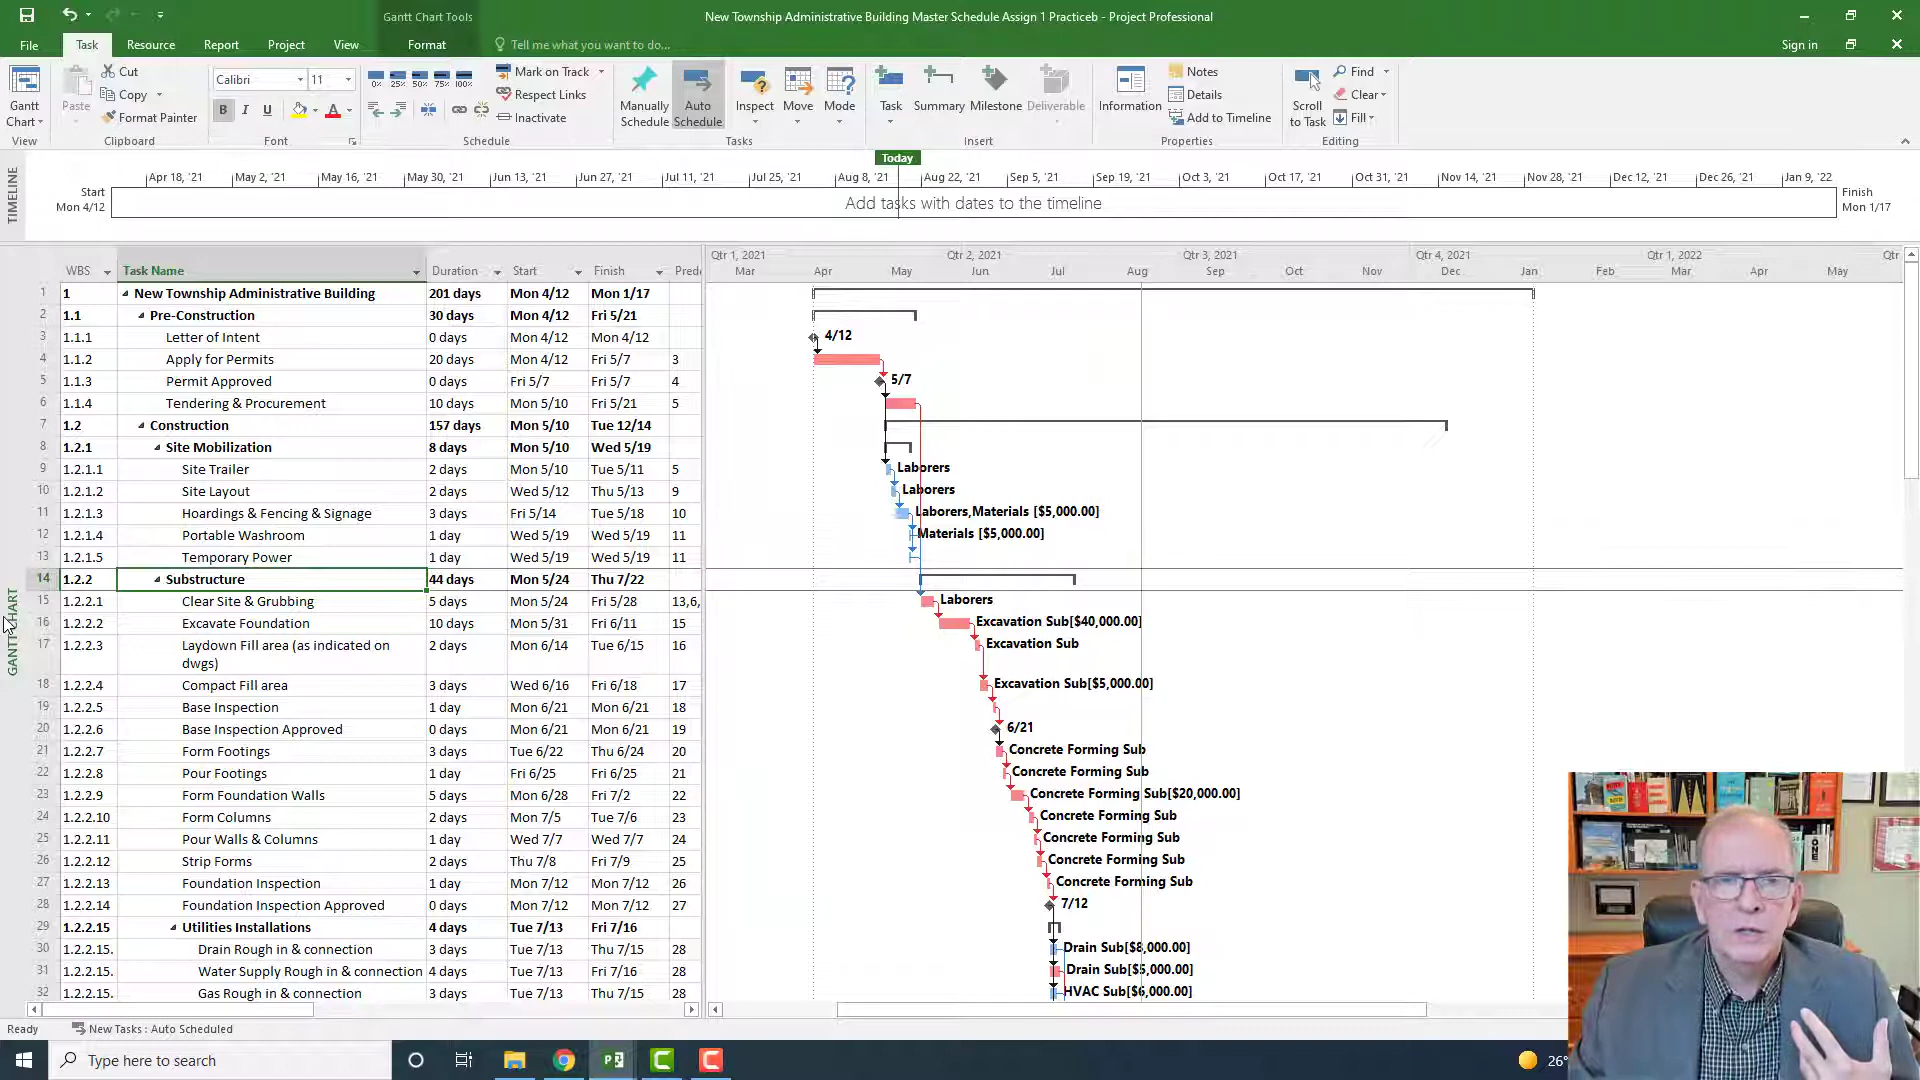 Gantt Chart Tools
New Township Administrative Building Master Schedule Assign 1 Practiceb - Project Professional
File Task Resource Report Project View Format Tell me what you want to do... Sign in
Gantt Chart
View
Paste
Cut
Copy
Format Painter
Clipboard
Calibri 11
B I U A
Font
0% 25% 50% 75% 100%
Mark on Track
Respect Links
Inactivate
Schedule
Manually Schedule
Auto Schedule
Inspect
Move
Mode
Tasks
Task
Summary
Milestone
Deliverable
Insert
Information
Notes
Details
Add to Timeline
Properties
Scroll to Task
Find
Clear
Fill
Editing
TIMELINE
Today
Apr 18, '21 May 2, '21 May 16, '21 May 30, '21 Jun 13, '21 Jun 27, '21 Jul 11, '21 Jul 25, '21 Aug 8, '21 Aug 22, '21 Sep 5, '21 Sep 19, '21 Oct 3, '21 Oct 17, '21 Oct 31, '21 Nov 14, '21 Nov 28, '21 Dec 12, '21 Dec 26, '21 Jan 9, '22
Start
Mon 4/12
Add tasks with dates to the timeline
Finish
Mon 1/17
GANTT CHART
WBS Task Name Duration Start Finish Prede
Qtr 1, 2021 Qtr 2, 2021 Qtr 3, 2021 Qtr 4, 2021 Qtr 1, 2022 Qtr
Mar Apr May Jun Jul Aug Sep Oct Nov Dec Jan Feb Mar Apr May
1 1 New Township Administrative Building 201 days Mon 4/12 Mon 1/17
2 1.1 Pre-Construction 30 days Mon 4/12 Fri 5/21
3 1.1.1 Letter of Intent 0 days Mon 4/12 Mon 4/12 4/12
4 1.1.2 Apply for Permits 20 days Mon 4/12 Fri 5/7 3
5 1.1.3 Permit Approved 0 days Fri 5/7 Fri 5/7 4 5/7
6 1.1.4 Tendering & Procurement 10 days Mon 5/10 Fri 5/21 5
7 1.2 Construction 157 days Mon 5/10 Tue 12/14
8 1.2.1 Site Mobilization 8 days Mon 5/10 Wed 5/19
9 1.2.1.1 Site Trailer 2 days Mon 5/10 Tue 5/11 5 Laborers
10 1.2.1.2 Site Layout 2 days Wed 5/12 Thu 5/13 9 Laborers
11 1.2.1.3 Hoardings & Fencing & Signage 3 days Fri 5/14 Tue 5/18 10 Laborers,Materials [$5,000.00]
12 1.2.1.4 Portable Washroom 1 day Wed 5/19 Wed 5/19 11 Materials [$5,000.00]
13 1.2.1.5 Temporary Power 1 day Wed 5/19 Wed 5/19 11
14 1.2.2 Substructure 44 days Mon 5/24 Thu 7/22
15 1.2.2.1 Clear Site & Grubbing 5 days Mon 5/24 Fri 5/28 13,6, Laborers
16 1.2.2.2 Excavate Foundation 10 days Mon 5/31 Fri 6/11 15 Excavation Sub[$40,000.00]
17 1.2.2.3 Laydown Fill area (as indicated on dwgs) 2 days Mon 6/14 Tue 6/15 16 Excavation Sub
18 1.2.2.4 Compact Fill area 3 days Wed 6/16 Fri 6/18 17 Excavation Sub[$5,000.00]
19 1.2.2.5 Base Inspection 1 day Mon 6/21 Mon 6/21 18
20 1.2.2.6 Base Inspection Approved 0 days Mon 6/21 Mon 6/21 19 6/21
21 1.2.2.7 Form Footings 3 days Tue 6/22 Thu 6/24 20 Concrete Forming Sub
22 1.2.2.8 Pour Footings 1 day Fri 6/25 Fri 6/25 21 Concrete Forming Sub
23 1.2.2.9 Form Foundation Walls 5 days Mon 6/28 Fri 7/2 22 Concrete Forming Sub[$20,000.00]
24 1.2.2.10 Form Columns 2 days Mon 7/5 Tue 7/6 23 Concrete Forming Sub
25 1.2.2.11 Pour Walls & Columns 1 day Wed 7/7 Wed 7/7 24 Concrete Forming Sub
26 1.2.2.12 Strip Forms 2 days Thu 7/8 Fri 7/9 25 Concrete Forming Sub
27 1.2.2.13 Foundation Inspection 1 day Mon 7/12 Mon 7/12 26 Concrete Forming Sub
28 1.2.2.14 Foundation Inspection Approved 0 days Mon 7/12 Mon 7/12 27 7/12
29 1.2.2.15 Utilities Installations 4 days Tue 7/13 Fri 7/16
30 1.2.2.15. Drain Rough in & connection 3 days Tue 7/13 Thu 7/15 28 Drain Sub[$8,000.00]
31 1.2.2.15. Water Supply Rough in & connection 4 days Tue 7/13 Fri 7/16 28 Drain Sub[$5,000.00]
32 1.2.2.15. Gas Rough in & connection 3 days Tue 7/13 Thu 7/15 28 HVAC Sub[$6,000.00]
Ready New Tasks : Auto Scheduled
Type here to search
26°